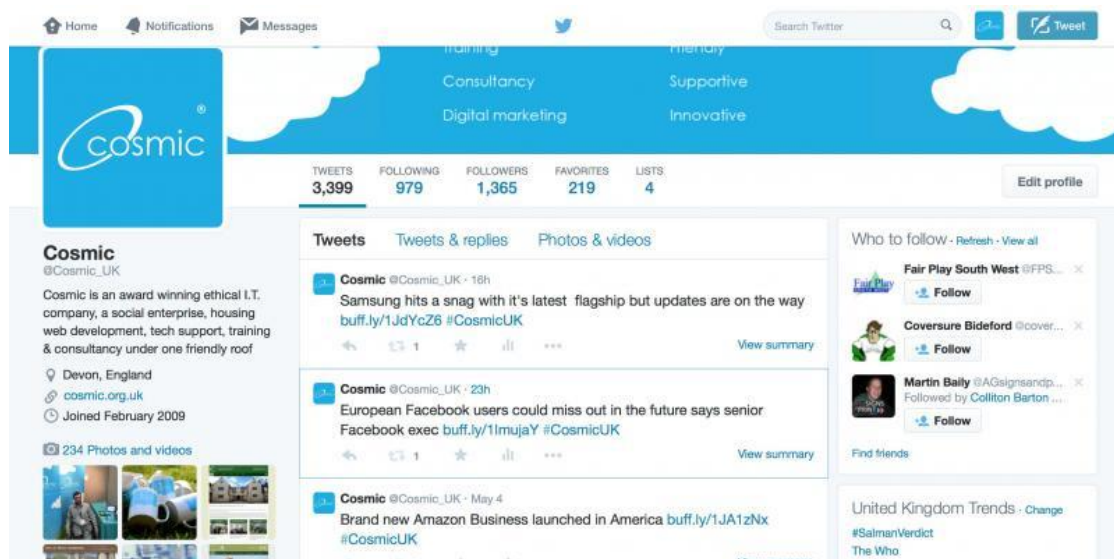 Home Notifications Messages Search Twitter Tweet
Training Friendly
Consultancy Supportive
Digital marketing Innovative
cosmic ®
TWEETS FOLLOWING FOLLOWERS FAVORITES LISTS
3,399 979 1,365 219 4
Edit profile
Cosmic
@Cosmic_UK
Cosmic is an award winning ethical I.T.
company, a social enterprise, housing
web development, tech support, training
& consultancy under one friendly roof
Devon, England
cosmic.org.uk
Joined February 2009
234 Photos and videos
Tweets Tweets & replies Photos & videos
Cosmic @Cosmic_UK · 16h
Samsung hits a snag with it's latest flagship but updates are on the way
buff.ly/1JdYcZ6 #CosmicUK
1
View summary
Cosmic @Cosmic_UK · 23h
European Facebook users could miss out in the future says senior
Facebook exec buff.ly/1ImujaY #CosmicUK
1
View summary
Cosmic @Cosmic_UK · May 4
Brand new Amazon Business launched in America buff.ly/1JA1zNx
#CosmicUK
Who to follow · Refresh · View all
Fair Play South West @FPS...
Follow
Coversure Bideford @cover...
Follow
Martin Baily @AGsignsandp...
Followed by Colliton Barton ...
Follow
Find friends
United Kingdom Trends · Change
#SalmanVerdict
The Who